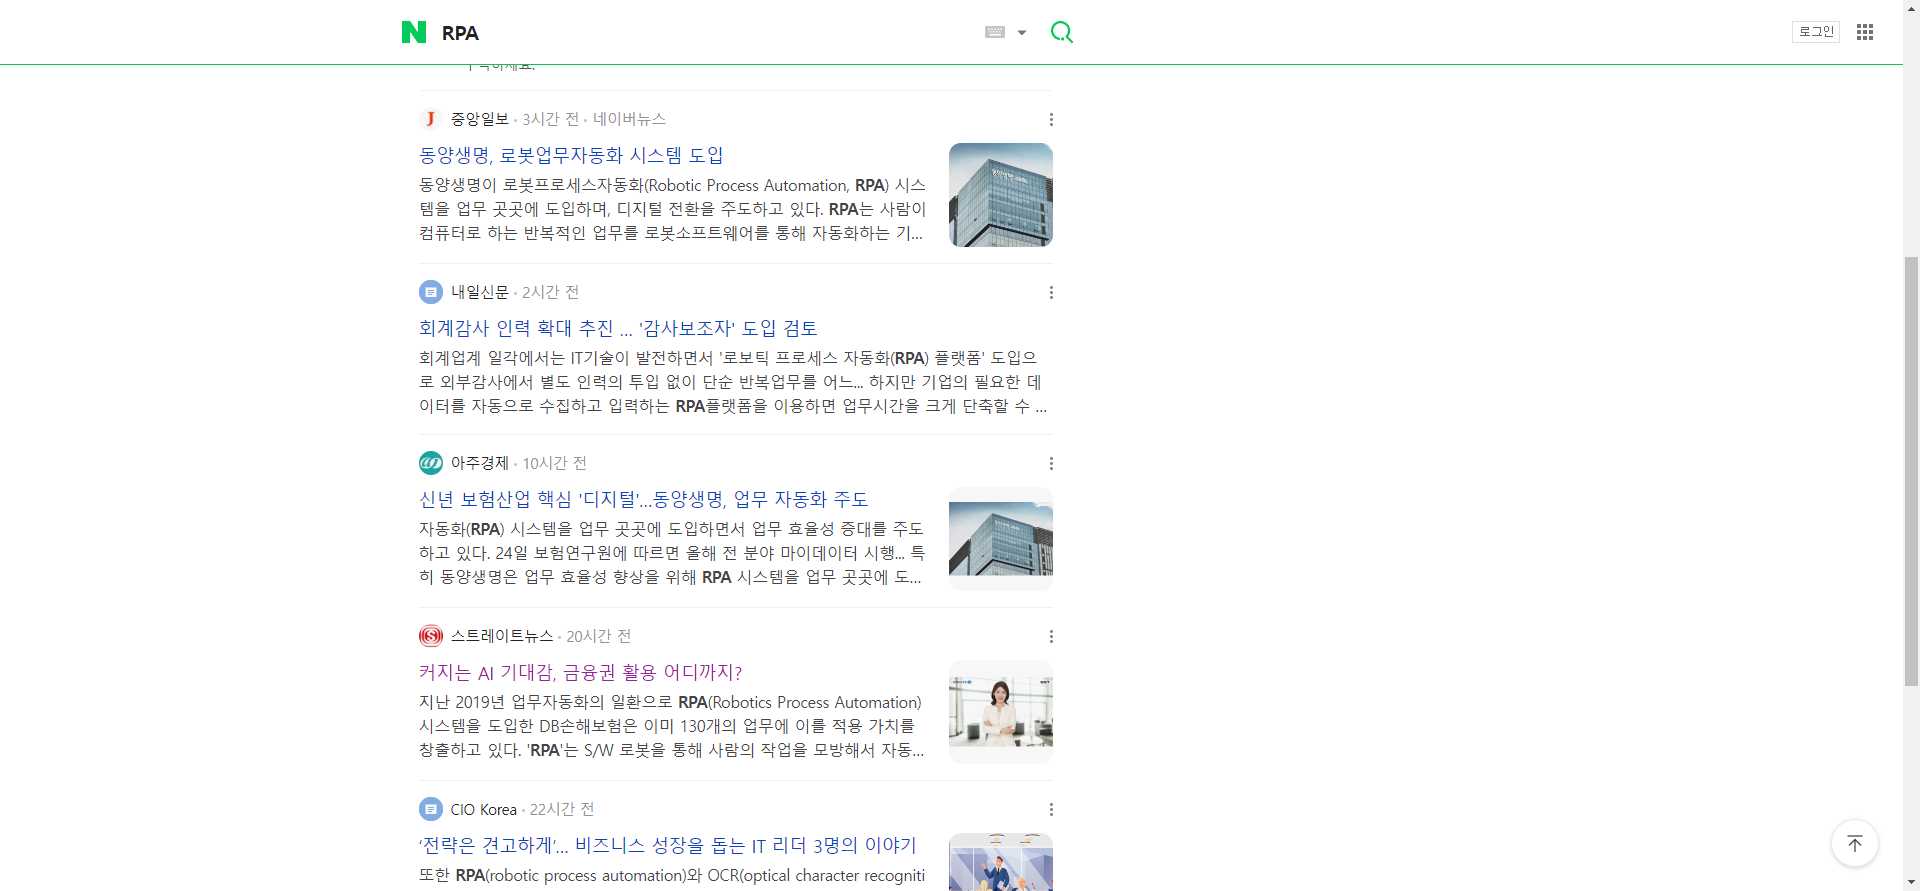 N RPA
로그인
구독하세요.
중앙일보 · 3시간 전 · 네이버뉴스
동양생명, 로봇업무자동화 시스템 도입
동양생명이 로봇프로세스자동화(Robotic Process Automation, RPA) 시스
템을 업무 곳곳에 도입하며, 디지털 전환을 주도하고 있다. RPA는 사람이
컴퓨터로 하는 반복적인 업무를 로봇소프트웨어를 통해 자동화하는 기...
내일신문 · 2시간 전
회계감사 인력 확대 추진 ... '감사보조자' 도입 검토
회계업계 일각에서는 IT기술이 발전하면서 '로보틱 프로세스 자동화(RPA) 플랫폼' 도입으
로 외부감사에서 별도 인력의 투입 없이 단순 반복업무를 어느... 하지만 기업의 필요한 데
이터를 자동으로 수집하고 입력하는 RPA플랫폼을 이용하면 업무시간을 크게 단축할 수 ...
아주경제 · 10시간 전
신년 보험산업 핵심 '디지털'...동양생명, 업무 자동화 주도
자동화(RPA) 시스템을 업무 곳곳에 도입하면서 업무 효율성 증대를 주도
하고 있다. 24일 보험연구원에 따르면 올해 전 분야 마이데이터 시행... 특
히 동양생명은 업무 효율성 향상을 위해 RPA 시스템을 업무 곳곳에 도...
스트레이트뉴스 · 20시간 전
커지는 AI 기대감, 금융권 활용 어디까지?
지난 2019년 업무자동화의 일환으로 RPA(Robotics Process Automation)
시스템을 도입한 DB손해보험은 이미 130개의 업무에 이를 적용 가치를
창출하고 있다. 'RPA'는 S/W 로봇을 통해 사람의 작업을 모방해서 자동...
CIO Korea · 22시간 전
‘전략은 견고하게’... 비즈니스 성장을 돕는 IT 리더 3명의 이야기
또한 RPA(robotic process automation)와 OCR(optical character recogniti